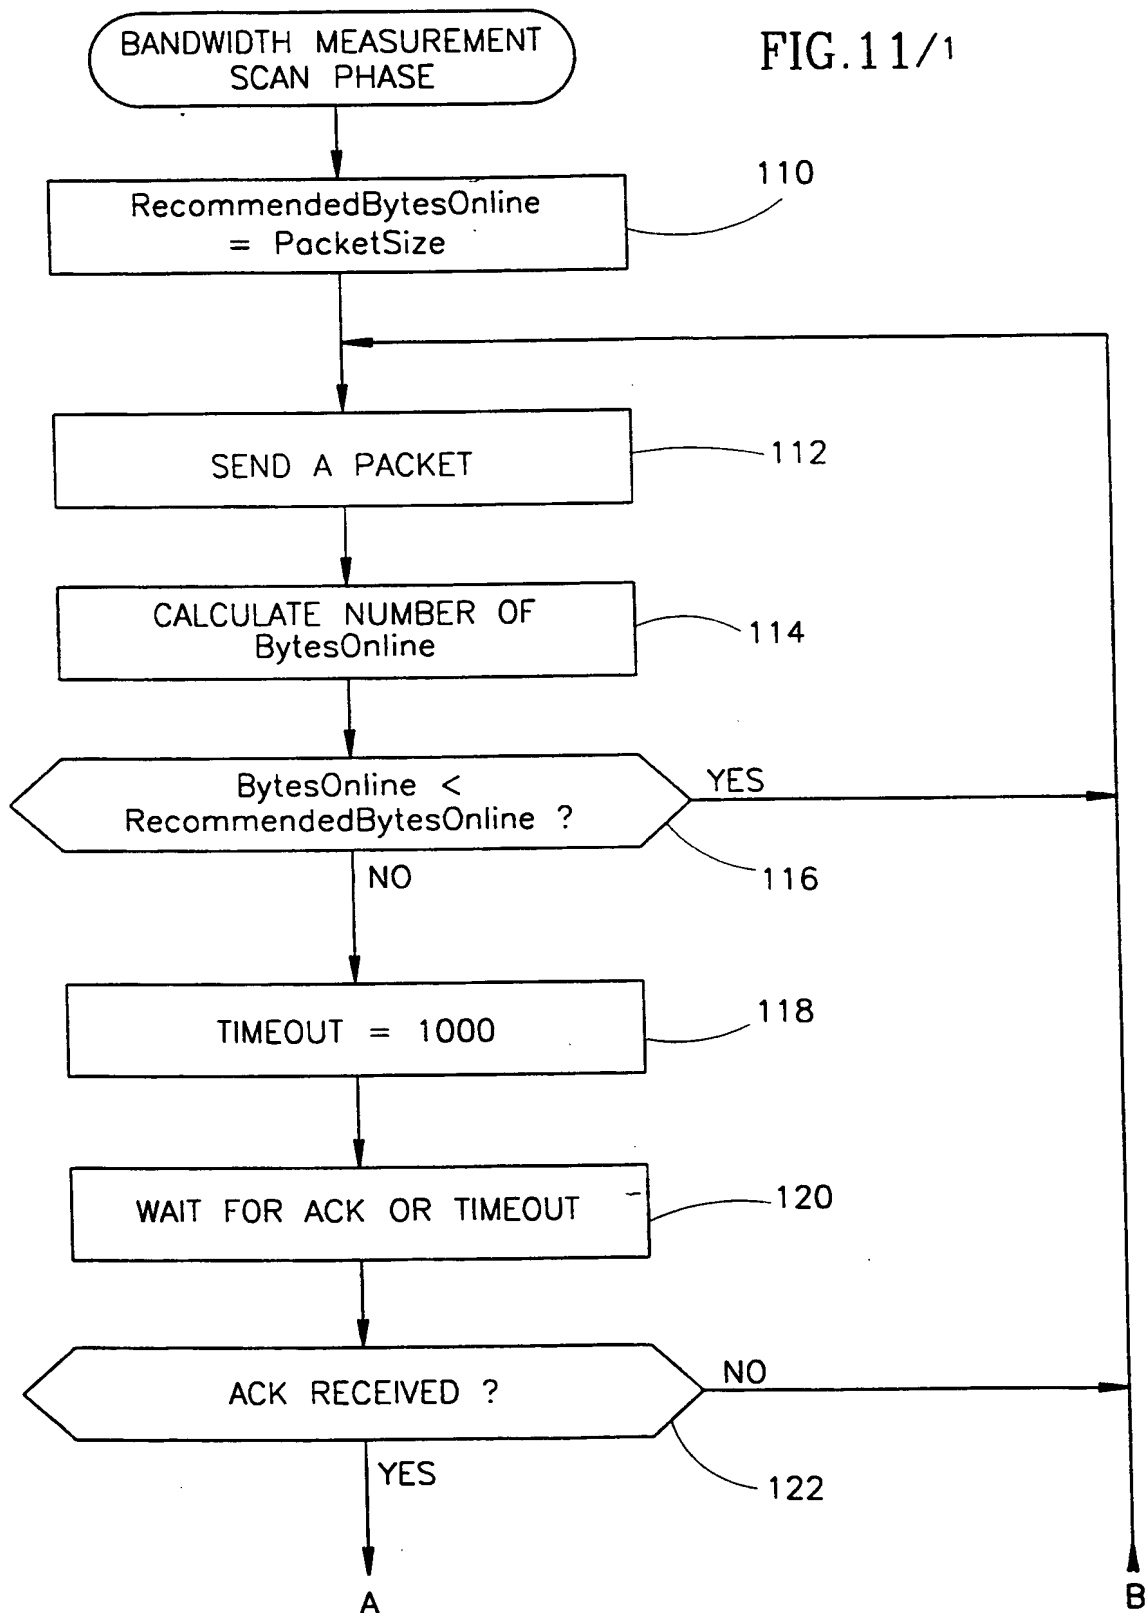 BANDWIDTH MEASUREMENT
SCAN PHASE
FIG.11/1
RecommendedBytesOnline
= PacketSize
110
SEND A PACKET
112
CALCULATE NUMBER OF
BytesOnline
114
BytesOnline <
RecommendedBytesOnline ?
YES
116
NO
TIMEOUT = 1000
118
WAIT FOR ACK OR TIMEOUT
120
ACK RECEIVED ?
NO
122
YES
A
B